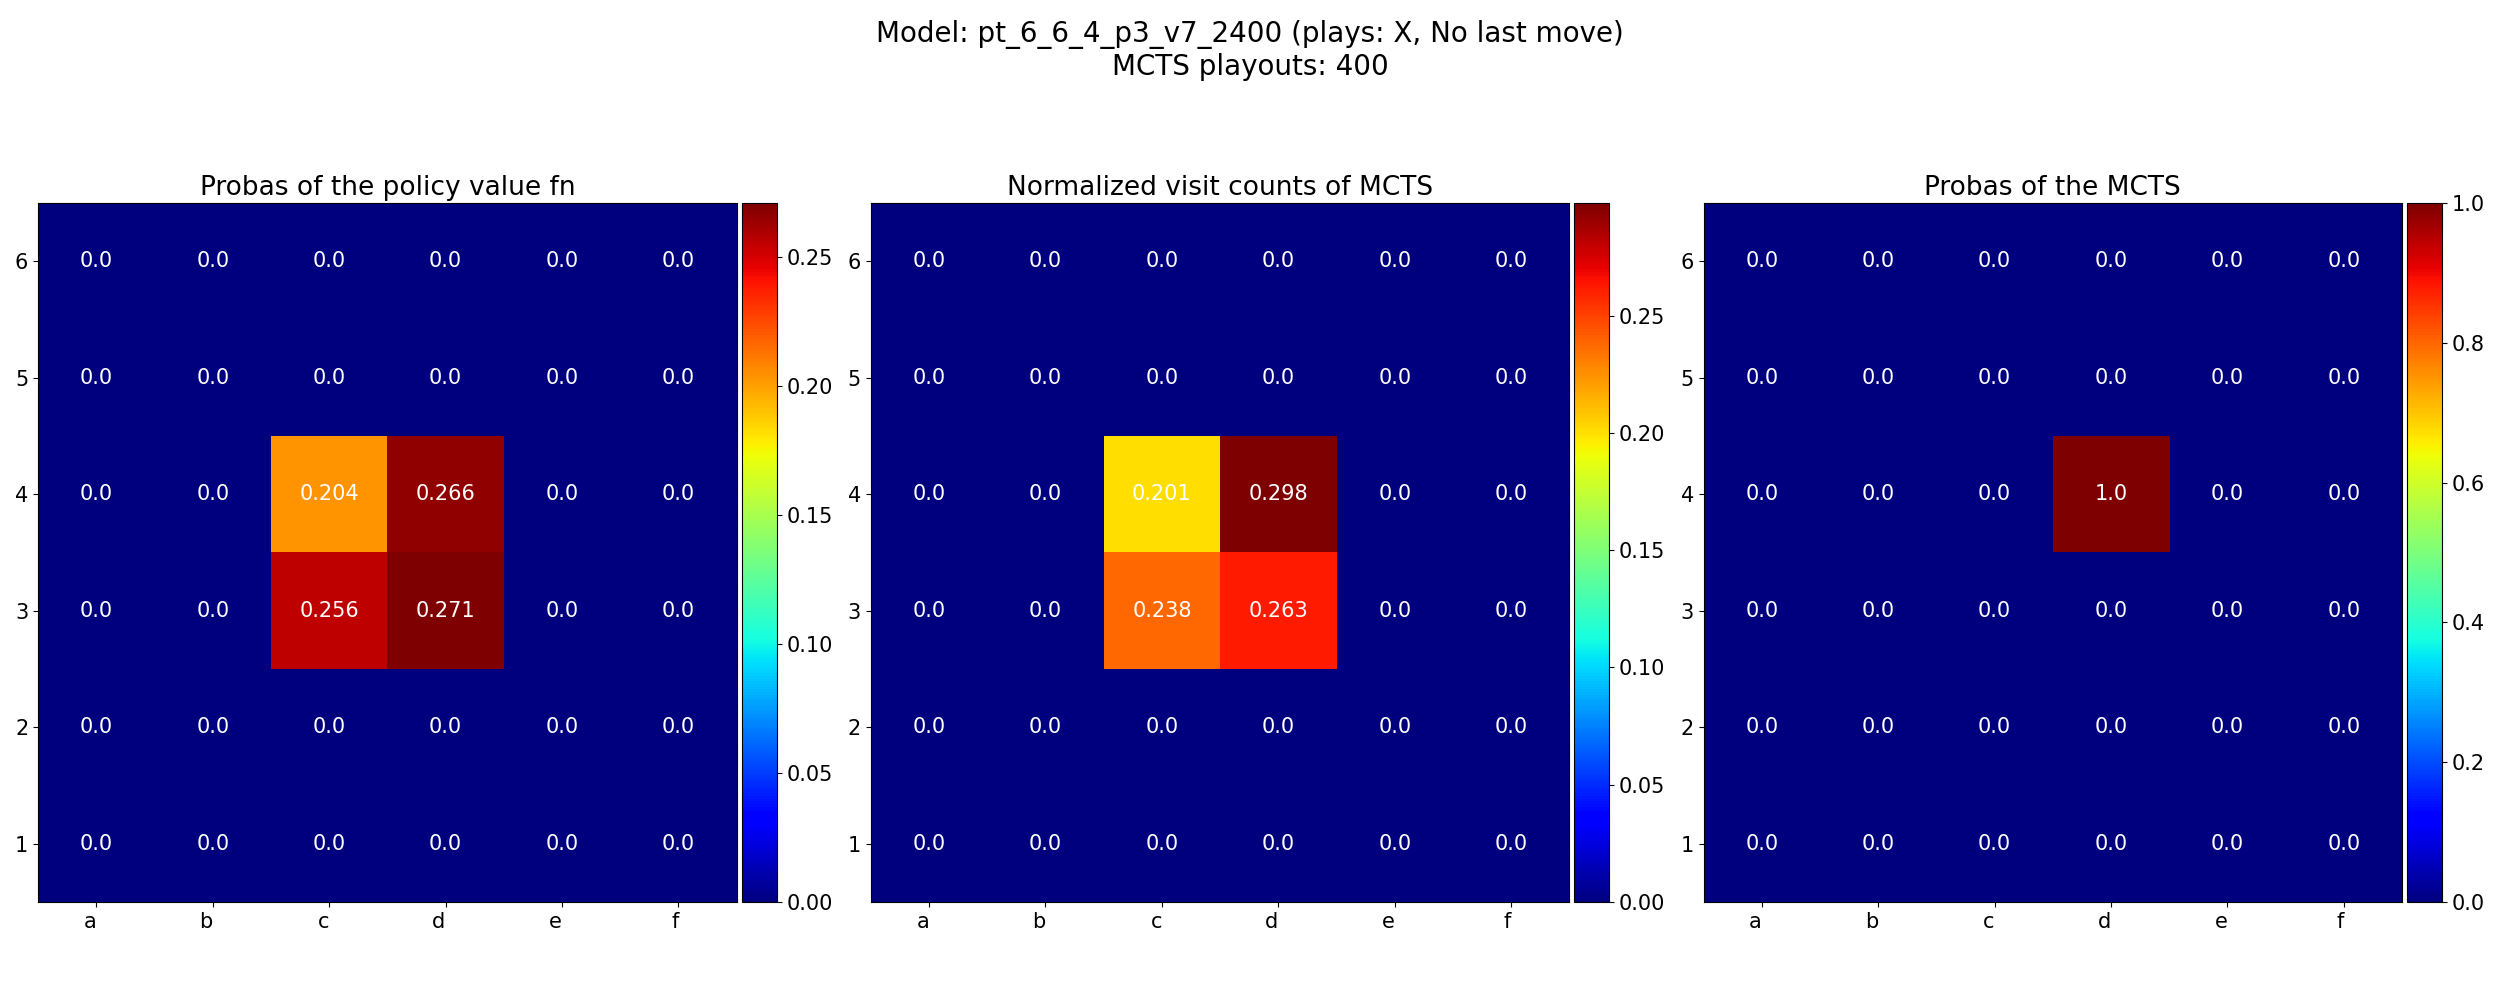 Model: pt_6_6_4_p3_v7_2400 (plays: X, No last move)
MCTS playouts: 400
Probas of the policy value fn
6 0.0 0.0 0.0 0.0 0.0 0.0
5 0.0 0.0 0.0 0.0 0.0 0.0
4 0.0 0.0 0.204 0.266 0.0 0.0
3 0.0 0.0 0.256 0.271 0.0 0.0
2 0.0 0.0 0.0 0.0 0.0 0.0
1 0.0 0.0 0.0 0.0 0.0 0.0
a b c d e f
0.25
0.20
0.15
0.10
0.05
0.00
Normalized visit counts of MCTS
6 0.0 0.0 0.0 0.0 0.0 0.0
5 0.0 0.0 0.0 0.0 0.0 0.0
4 0.0 0.0 0.201 0.298 0.0 0.0
3 0.0 0.0 0.238 0.263 0.0 0.0
2 0.0 0.0 0.0 0.0 0.0 0.0
1 0.0 0.0 0.0 0.0 0.0 0.0
a b c d e f
0.25
0.20
0.15
0.10
0.05
0.00
Probas of the MCTS
6 0.0 0.0 0.0 0.0 0.0 0.0
5 0.0 0.0 0.0 0.0 0.0 0.0
4 0.0 0.0 0.0 1.0 0.0 0.0
3 0.0 0.0 0.0 0.0 0.0 0.0
2 0.0 0.0 0.0 0.0 0.0 0.0
1 0.0 0.0 0.0 0.0 0.0 0.0
a b c d e f
1.0
0.8
0.6
0.4
0.2
0.0